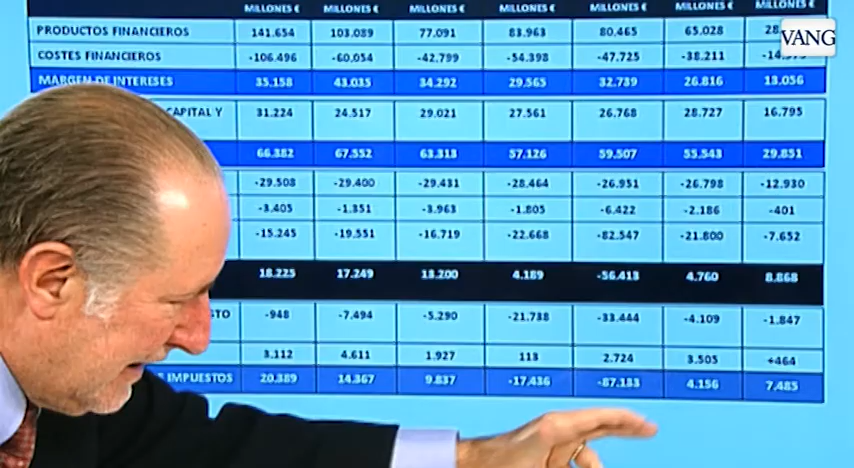 MILLONES € MILLONES € MILLONES € MILLONES € MILLONES € MILLONES € MILLONES €
PRODUCTOS FINANCIEROS 141.654 103.089 77.091 83.963 80.465 65.028 28.
VANG
COSTES FINANCIEROS -106.496 -60.054 -42.799 -54.398 -47.725 -38.211
MARGEN DE INTERESES 35.158 43.035 34.292 29.565 32.739 26.816 13.056
CAPITAL Y 31.224 24.517 29.021 27.561 26.768 28.727 16.795
66.382 67.552 63.313 57.126 59.507 55.543 29.851
-29.508 -29.400 -29.431 -28.464 -26.951 -26.798 -12.930
-3.405 -1.351 -3.963 -1.805 -6.422 -2.186 -401
-15.245 -19.551 -16.719 -22.668 -82.547 -21.800 -7.652
18.225 17.249 13.200 4.189 -56.413 4.760 8.868
STO -948 -7.494 -5.290 -21.738 -33.444 -4.109 -1.847
3.112 4.611 1.927 113 2.724 3.505 +464
IMPUESTOS 20.389 14.367 9.837 -17.436 -87.133 4.156 7.485